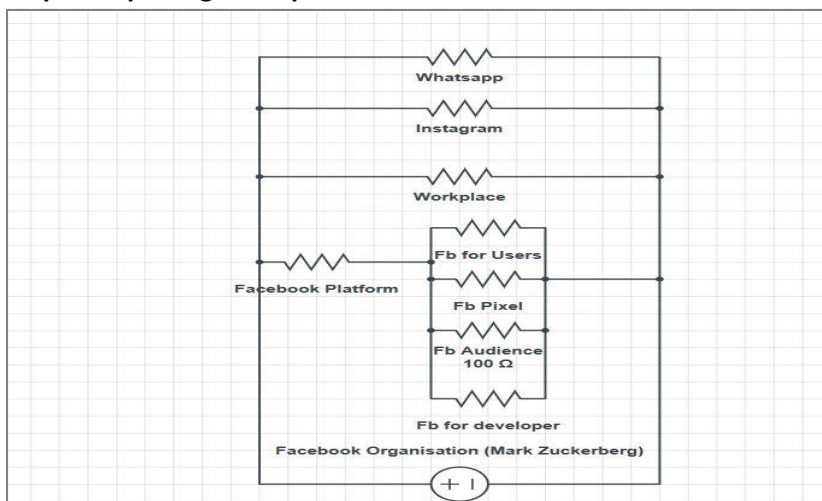 Whatsapp
Instagram
Workplace
Fb for Users
Facebook Platform
Fb Pixel
Fb Audience
100 Ω
Fb for developer
Facebook Organisation (Mark Zuckerberg)
+ I